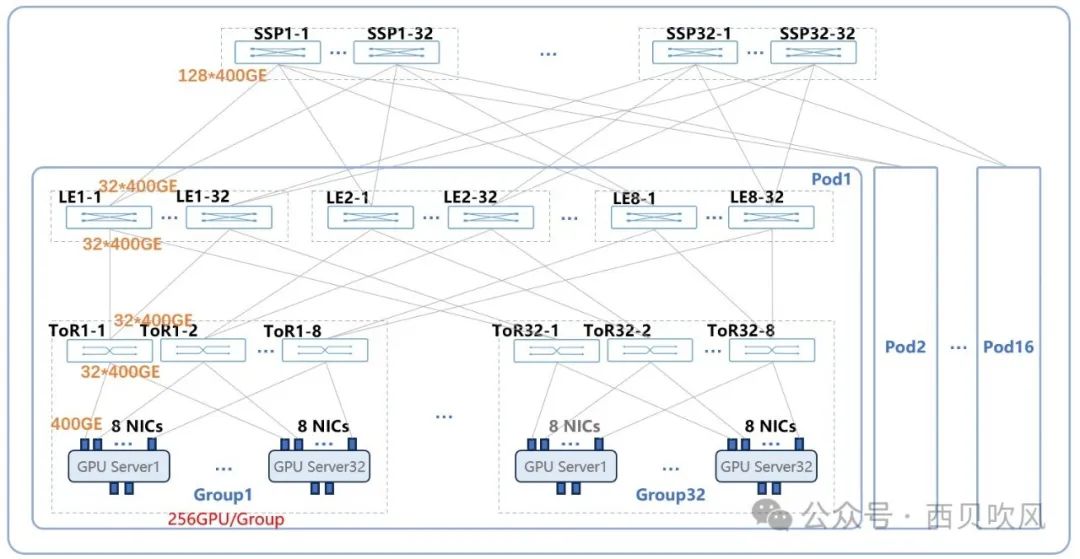 SSP1-1 ... SSP1-32 ... SSP32-1 ... SSP32-32
128*400GE
Pod1
32*400GE
LE1-1 ... LE1-32 LE2-1 ... LE2-32 ... LE8-1 ... LE8-32
32*400GE
32*400GE
ToR1-1 ToR1-2 ... ToR1-8 ToR32-1 ToR32-2 ... ToR32-8
Pod2 ... Pod16
32*400GE
...
400GE 8 NICs 8 NICs 8 NICs 8 NICs
... ... ... ...
GPU Server1 ... GPU Server32 GPU Server1 ... GPU Server32
Group1 Group32
256GPU/Group
公众号 · 西贝吹风